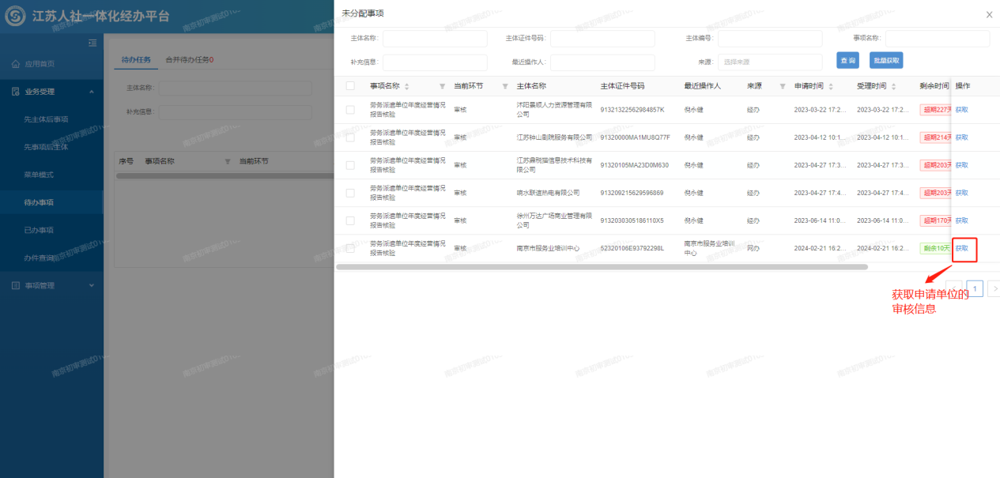 江苏人社一体化经办平台
应用首页
业务受理
先主体后事项
先事项后主体
菜单模式
待办事项
已办事项
办件查询
事项管理
待办任务 合并待办任务0
主体名称:
补充信息:
序号 事项名称 当前环节
未分配事项
主体名称: 主体证件号码: 主体编号: 事项名称:
补充信息: 最近操作人: 来源: 选择来源 查询 批量获取
事项名称 当前环节 主体名称 主体证件号码 最近操作人 来源 申请时间 受理时间 剩余时间 操作
劳务派遣单位年度经营情况报告核验 审核 沭阳晨顺人力资源管理有限公司 91321322562984857K 倪永健 经办 2023-03-22 17:2... 2023-03-22 17:2... 超期227天 获取
劳务派遣单位年度经营情况报告核验 审核 江苏钟山剧院服务有限公司 91320000MA1MU8Q77F 倪永健 经办 2023-04-12 10:1... 2023-04-12 10:1... 超期214天 获取
劳务派遣单位年度经营情况报告核验 审核 江苏鼎税猫信息技术科技有限公司 91320105MA23D0M630 倪永健 经办 2023-04-27 17:3... 2023-04-27 17:3... 超期203天 获取
劳务派遣单位年度经营情况报告核验 审核 响水联谊热电有限公司 913209215629596869 倪永健 经办 2023-04-27 17:4... 2023-04-27 17:4... 超期203天 获取
劳务派遣单位年度经营情况报告核验 审核 徐州万达广场商业管理有限公司 9132030305186110X5 倪永健 经办 2023-06-14 11:0... 2023-06-14 11:0... 超期170天 获取
劳务派遣单位年度经营情况报告核验 审核 南京市服务业培训中心 52320106E93792298L 南京市服务业培训中心 网办 2024-02-21 16:2... 2024-02-21 16:2... 剩余10天 获取
1
获取申请单位的
审核信息